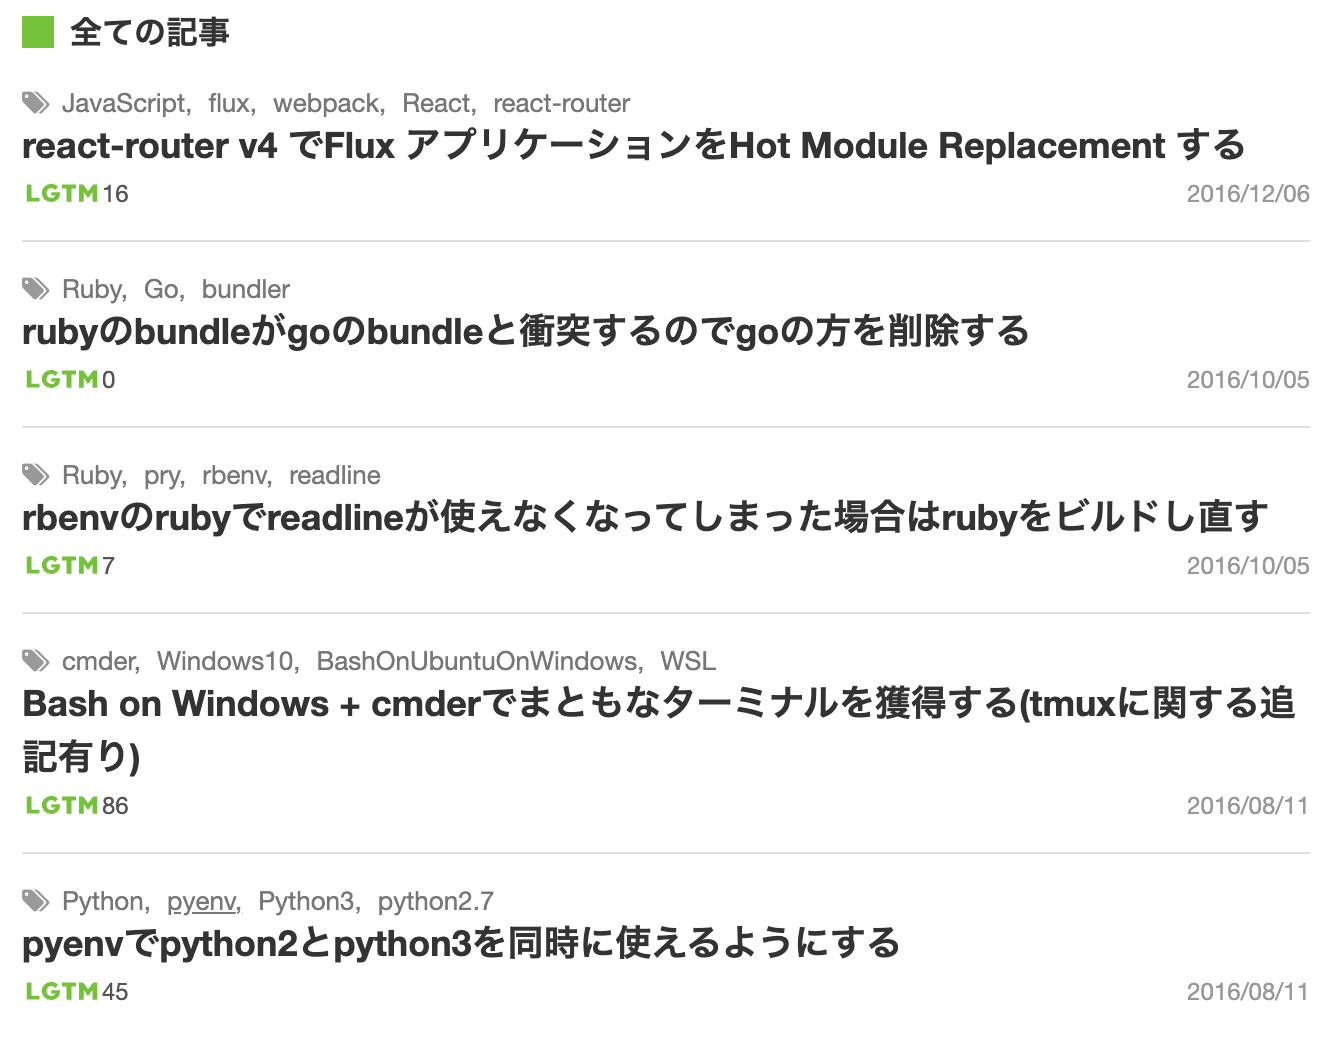 全ての記事
JavaScript, flux, webpack, React, react-router
react-router v4 でFlux アプリケーションをHot Module Replacement する
LGTM16 2016/12/06
Ruby, Go, bundler
rubyのbundleがgoのbundleと衝突するのでgoの方を削除する
LGTM0 2016/10/05
Ruby, pry, rbenv, readline
rbenvのrubyでreadlineが使えなくなってしまった場合はrubyをビルドし直す
LGTM7 2016/10/05
cmder, Windows10, BashOnUbuntuOnWindows, WSL
Bash on Windows + cmderでまともなターミナルを獲得する(tmuxに関する追
記有り)
LGTM86 2016/08/11
Python, pyenv, Python3, python2.7
pyenvでpython2とpython3を同時に使えるようにする
LGTM45 2016/08/11